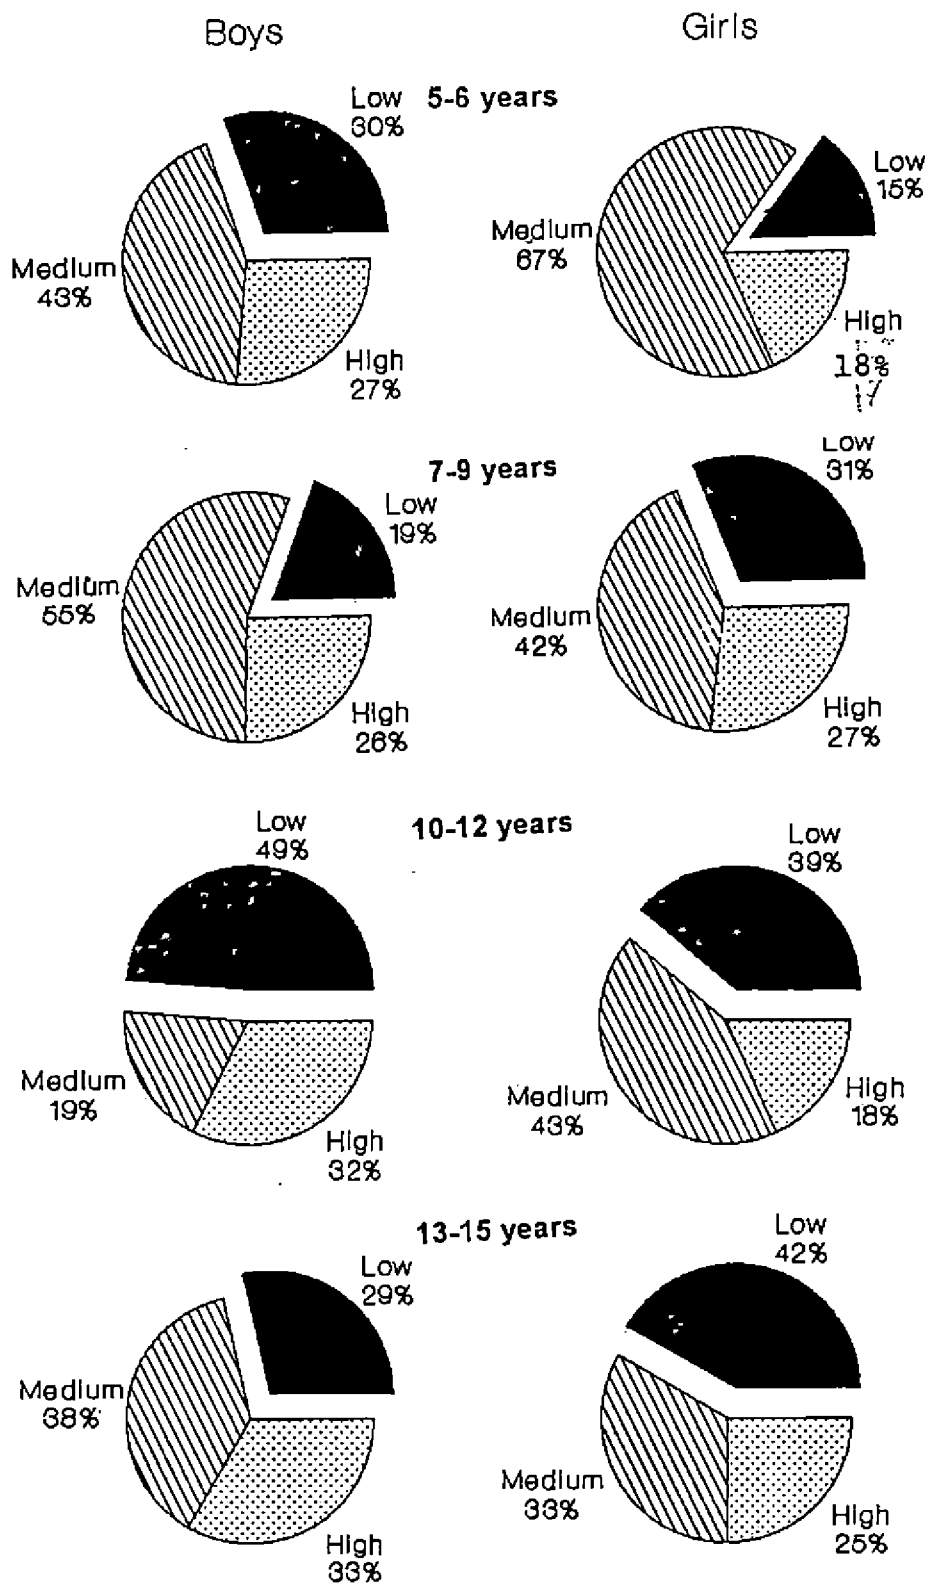 Boys
Girls
5-6 years
Low
30%
Medium
43%
High
27%
Low
15%
Medium
67%
High
18%
17
7-9 years
Low
19%
Medium
55%
High
26%
Low
31%
Medium
42%
High
27%
10-12 years
Low
49%
Medium
19%
High
32%
Low
39%
Medium
43%
High
18%
13-15 years
Low
29%
Medium
38%
High
33%
Low
42%
Medium
33%
High
25%